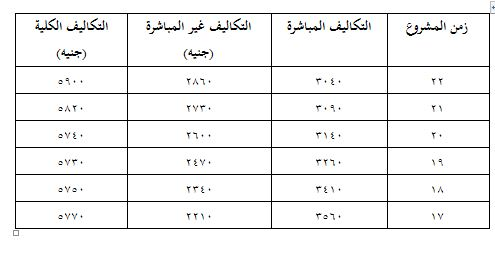 زمن المشروع التكاليف المباشرة التكاليف غير المباشرة (جنيه) التكاليف الكلية (جنيه)
٢٢ ٣٠٤٠ ٢٨٦٠ ٥٩٠٠
٢١ ٣٠٩٠ ٢٧٣٠ ٥٨٢٠
٢٠ ٣١٤٠ ٢٦٠٠ ٥٧٤٠
١٩ ٣٢٦٠ ٢٤٧٠ ٥٧٣٠
١٨ ٣٤١٠ ٢٣٤٠ ٥٧٥٠
١٧ ٣٥٦٠ ٢٢١٠ ٥٧٧٠